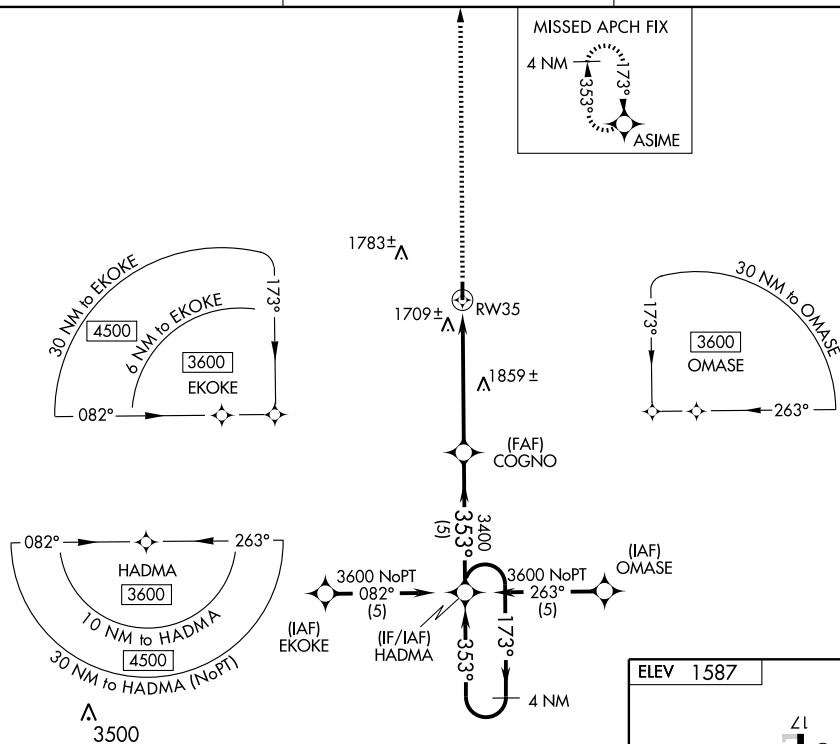 MISSED APCH FIX
4 NM
353°
173°
ASIME
1783±
1709±
RW35
1859±
30 NM to EKOKE
4500
6 NM to EKOKE
3600
EKOKE
173°
082°
30 NM to OMASE
173°
3600
OMASE
263°
(FAF)
COGNO
353°
(5)
3400
082°
263°
HADMA
3600
10 NM to HADMA
4500
30 NM to HADMA (NoPT)
3500
3600 NoPT
082°
(5)
(IAF)
EKOKE
(IF/IAF)
HADMA
3600 NoPT
263°
(5)
(IAF)
OMASE
353°
173°
4 NM
ELEV 1587
17